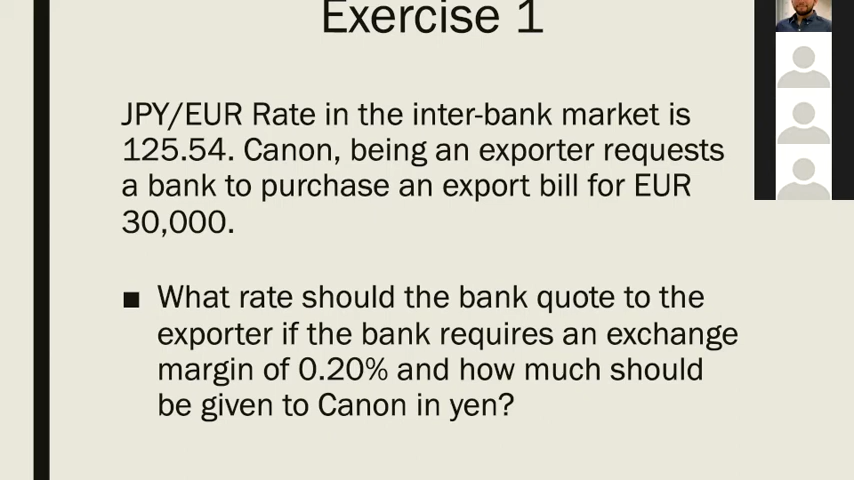 Exercise 1
JPY/EUR Rate in the inter-bank market is
125.54. Canon, being an exporter requests
a bank to purchase an export bill for EUR
30,000.
■ What rate should the bank quote to the
exporter if the bank requires an exchange
margin of 0.20% and how much should
be given to Canon in yen?